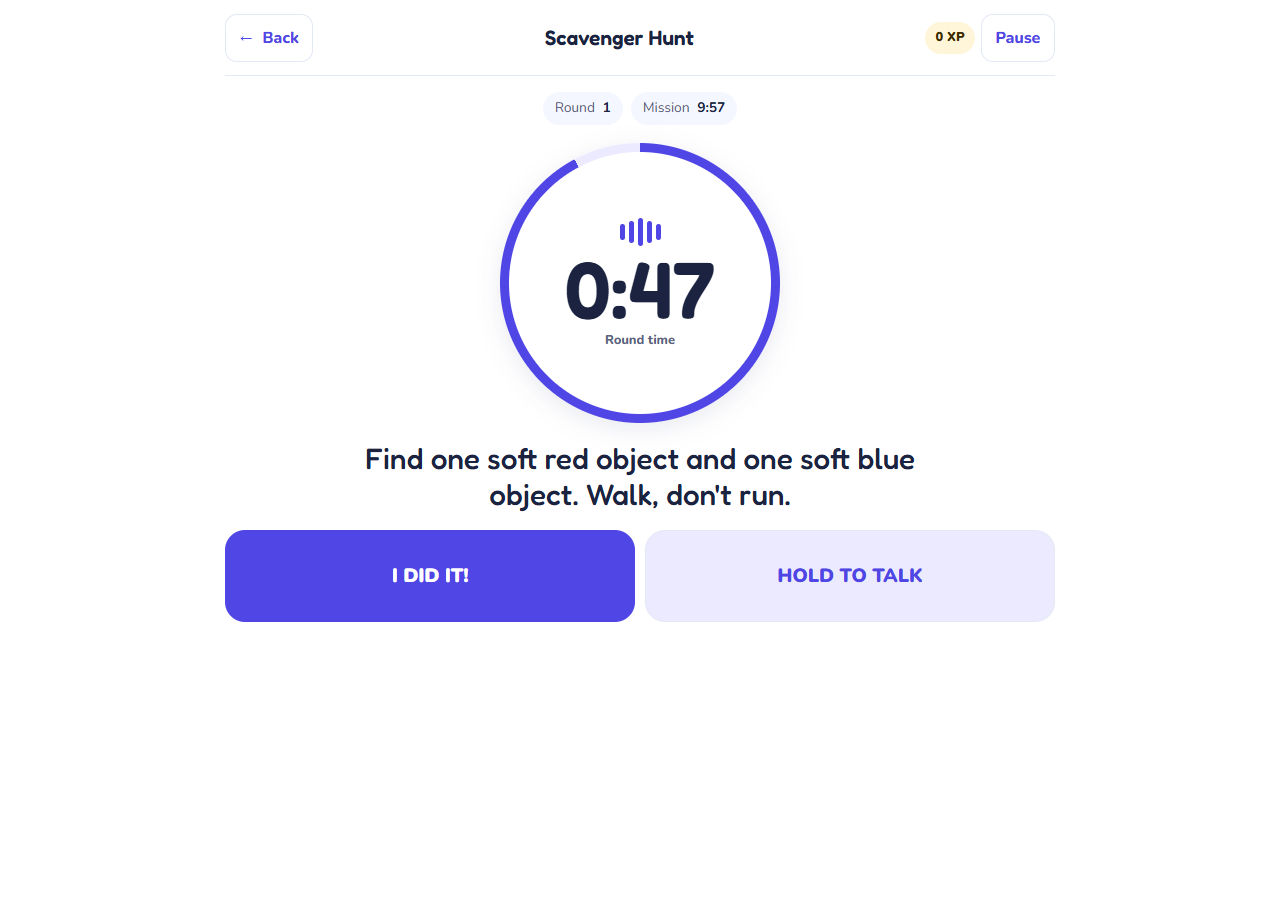 ← Back
Scavenger Hunt
0 XP
Pause
Round 1
Mission 9:57
0:47
Round time
Find one soft red object and one soft blue
object. Walk, don't run.
I DID IT!
HOLD TO TALK